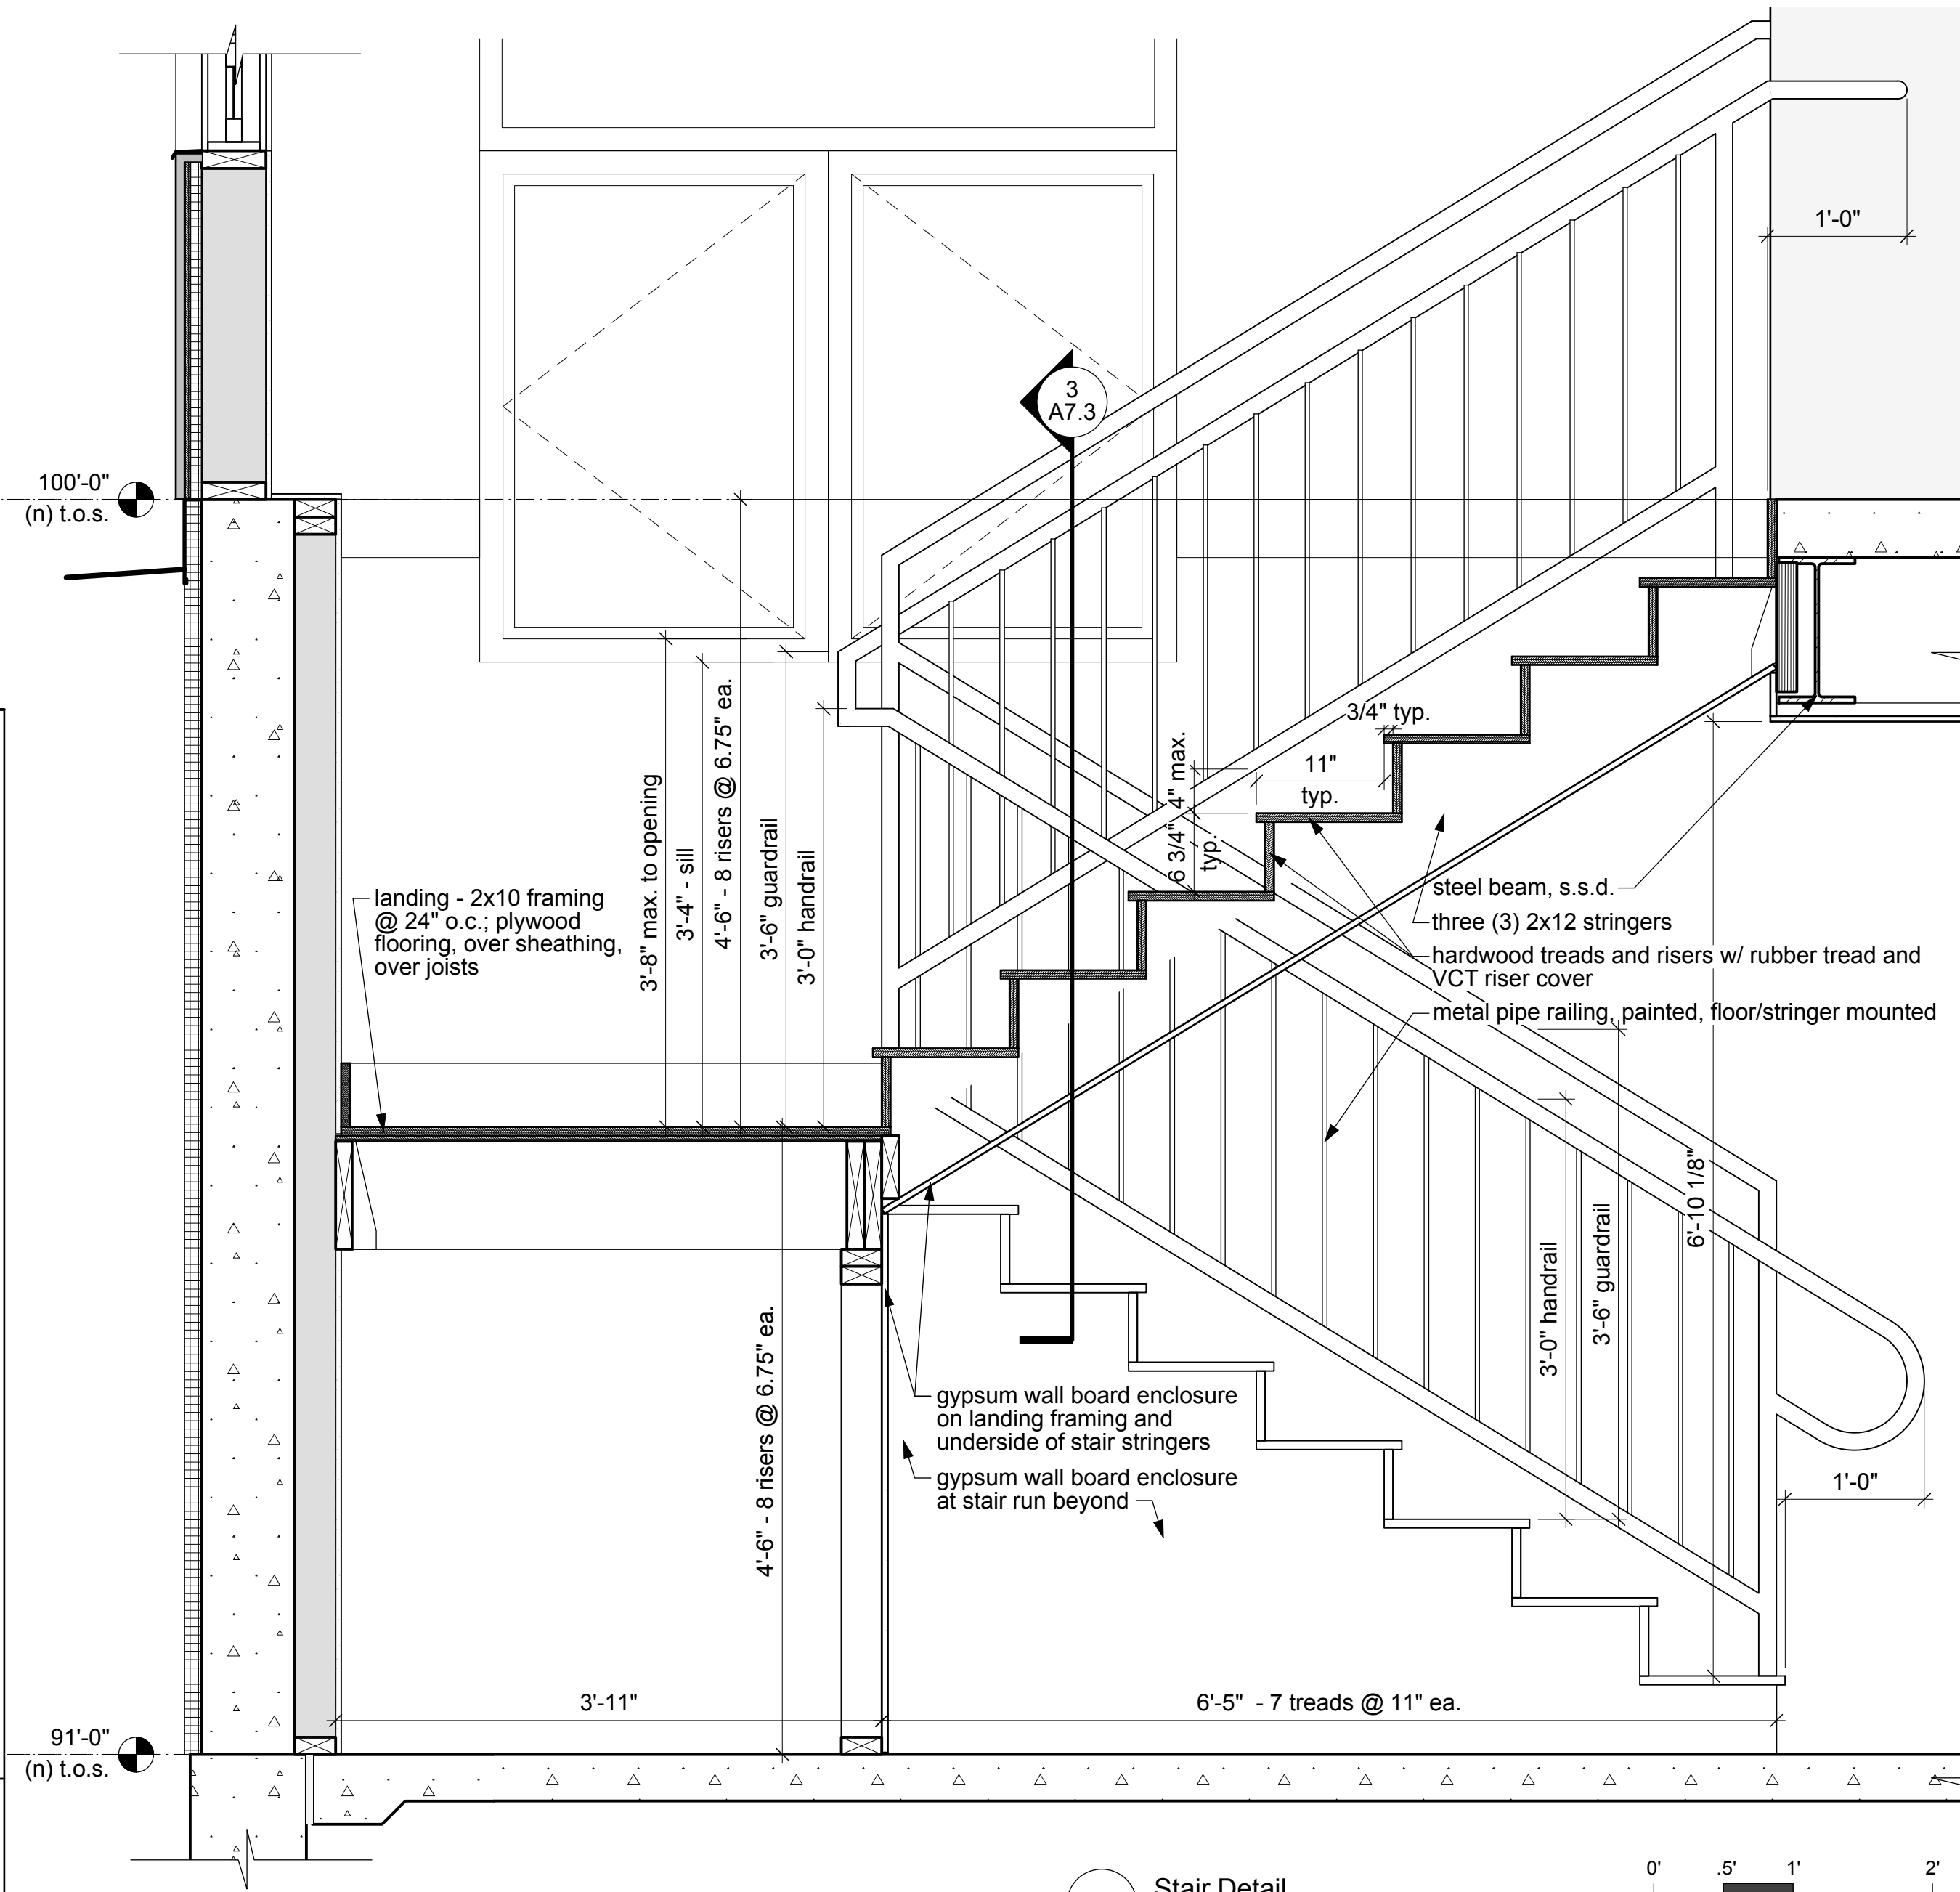 1'-0"
3
A7.3
100'-0"
(n) t.o.s.
3'-8" max. to opening
3'-4" - sill
4'-6" - 8 risers @ 6.75" ea.
3'-6" guardrail
3'-0" handrail
landing - 2x10 framing
@ 24" o.c.; plywood
flooring, over sheathing,
over joists
3/4" typ.
11"
typ.
4" max.
6 3/4"
typ.
steel beam, s.s.d.
three (3) 2x12 stringers
hardwood treads and risers w/ rubber tread and
VCT riser cover
metal pipe railing, painted, floor/stringer mounted
6'-10 1/8"
3'-0" handrail
3'-6" guardrail
4'-6" - 8 risers @ 6.75" ea.
gypsum wall board enclosure
on landing framing and
underside of stair stringers
gypsum wall board enclosure
at stair run beyond
1'-0"
3'-11"
6'-5" - 7 treads @ 11" ea.
91'-0"
(n) t.o.s.
Stair Detail
0' .5' 1' 2'